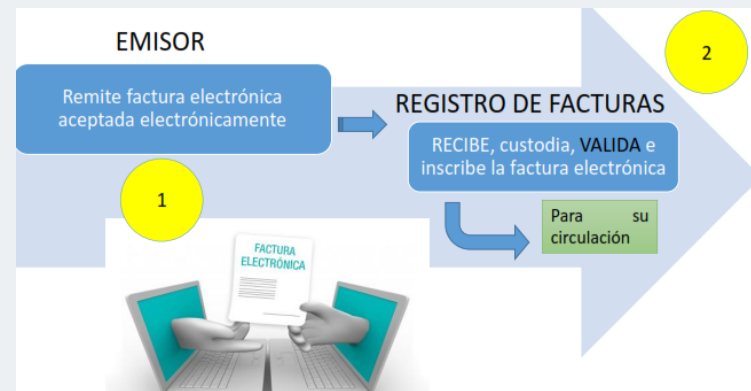 EMISOR
Remite factura electrónica
aceptada electrónicamente
1
2
REGISTRO DE FACTURAS
RECIBE, custodia, VALIDA e
inscribe la factura electrónica
Para su
circulación
FACTURA
ELECTRÓNICA